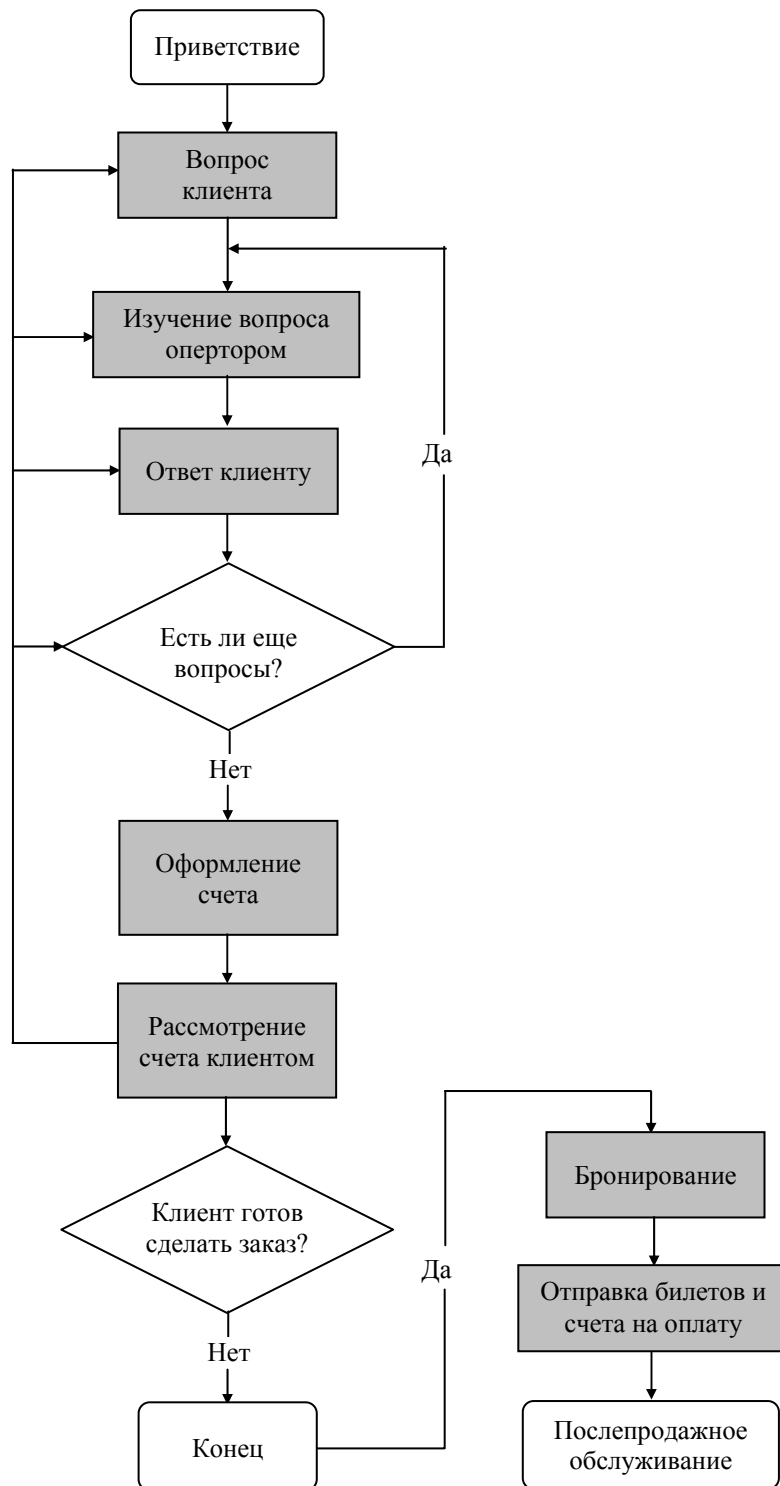 Приветствие
Вопрос
клиента
Изучение вопроса
опертором
Ответ клиенту
Да
Есть ли еще
вопросы?
Нет
Оформление
счета
Рассмотрение
счета клиентом
Клиент готов
сделать заказ?
Нет
Конец
Да
Бронирование
Отправка билетов и
счета на оплату
Послепродажное
обслуживание